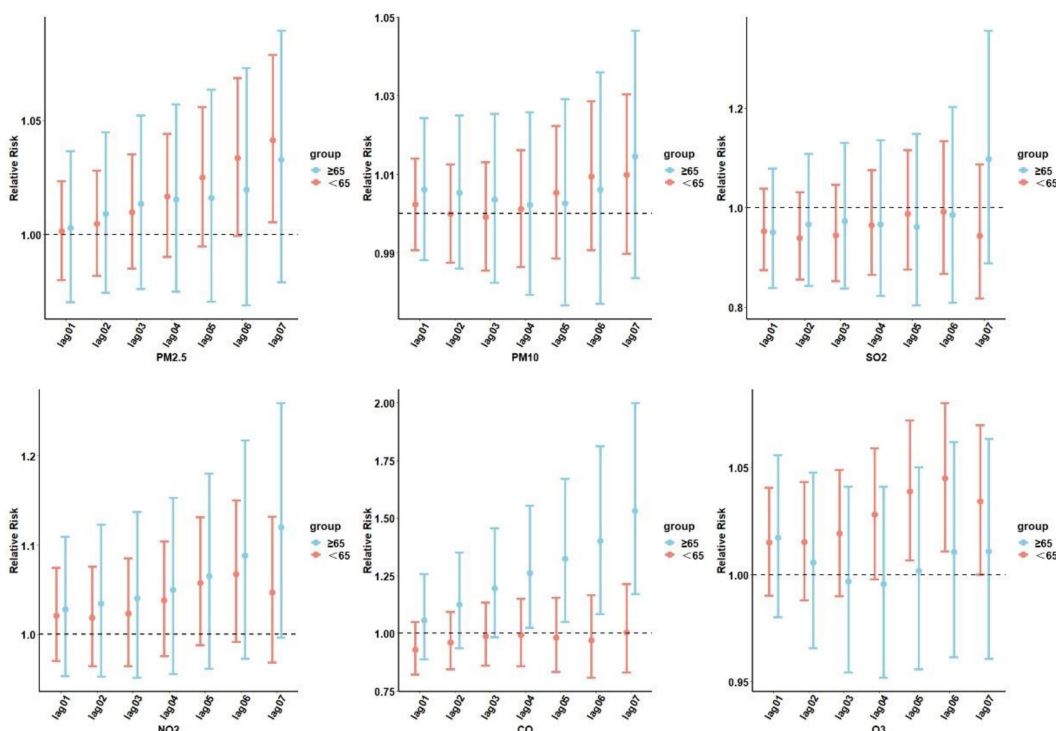 1.05
1.00
Relative Risk
group
≥65
<65
lag01
lag02
lag03
lag04
lag05
lag06
lag07
PM2.5
1.05
1.03
1.01
0.99
Relative Risk
group
≥65
<65
lag01
lag02
lag03
lag04
lag05
lag06
lag07
PM10
1.2
1.0
0.8
Relative Risk
group
≥65
<65
lag01
lag02
lag03
lag04
lag05
lag06
lag07
SO2
1.2
1.1
1.0
Relative Risk
group
≥65
<65
lag01
lag02
lag03
lag04
lag05
lag06
lag07
NO2
2.00
1.75
1.50
1.25
1.00
0.75
Relative Risk
group
≥65
<65
lag01
lag02
lag03
lag04
lag05
lag06
lag07
CO
1.05
1.00
0.95
Relative Risk
group
≥65
<65
lag01
lag02
lag03
lag04
lag05
lag06
lag07
O3